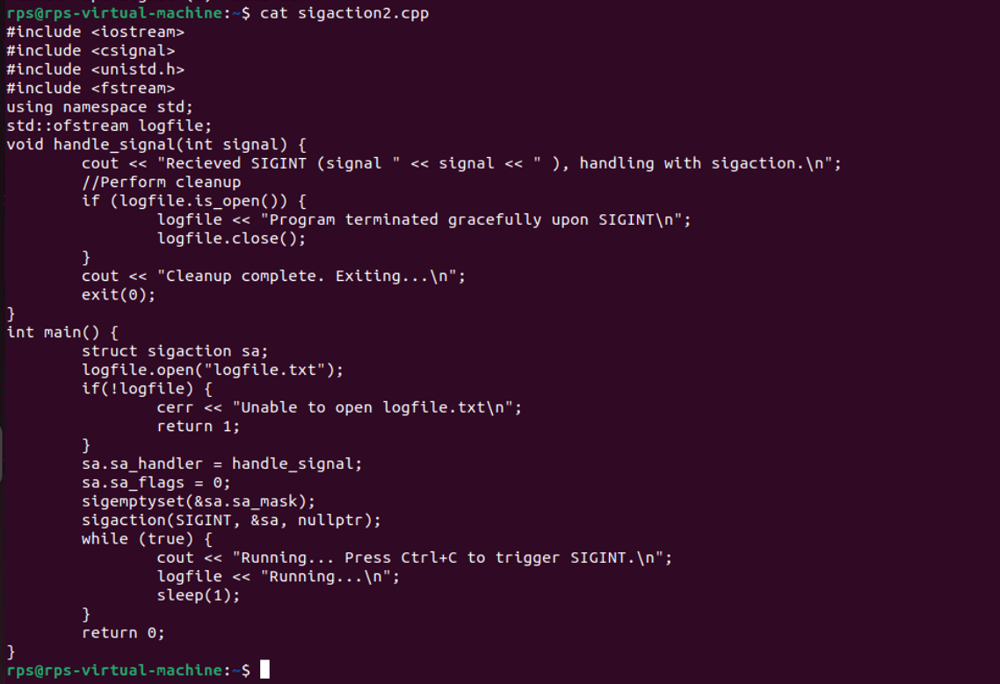 rps@rps-virtual-machine:~$ cat sigaction2.cpp
#include <iostream>
#include <csignal>
#include <unistd.h>
#include <fstream>
using namespace std;
std::ofstream logfile;
void handle_signal(int signal) {
        cout << "Recieved SIGINT (signal " << signal << " ), handling with sigaction.\n";
        //Perform cleanup
        if (logfile.is_open()) {
                logfile << "Program terminated gracefully upon SIGINT\n";
                logfile.close();
        }
        cout << "Cleanup complete. Exiting...\n";
        exit(0);
}
int main() {
        struct sigaction sa;
        logfile.open("logfile.txt");
        if(!logfile) {
                cerr << "Unable to open logfile.txt\n";
                return 1;
        }
        sa.sa_handler = handle_signal;
        sa.sa_flags = 0;
        sigemptyset(&sa.sa_mask);
        sigaction(SIGINT, &sa, nullptr);
        while (true) {
                cout << "Running... Press Ctrl+C to trigger SIGINT.\n";
                logfile << "Running...\n";
                sleep(1);
        }
        return 0;
}
rps@rps-virtual-machine:~$